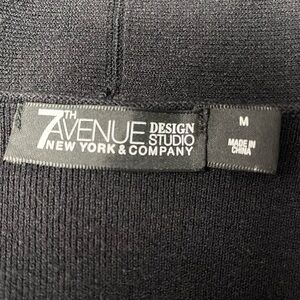 7TH AVENUE DESIGN STUDIO
NEW YORK & COMPANY
M
MADE IN
CHINA